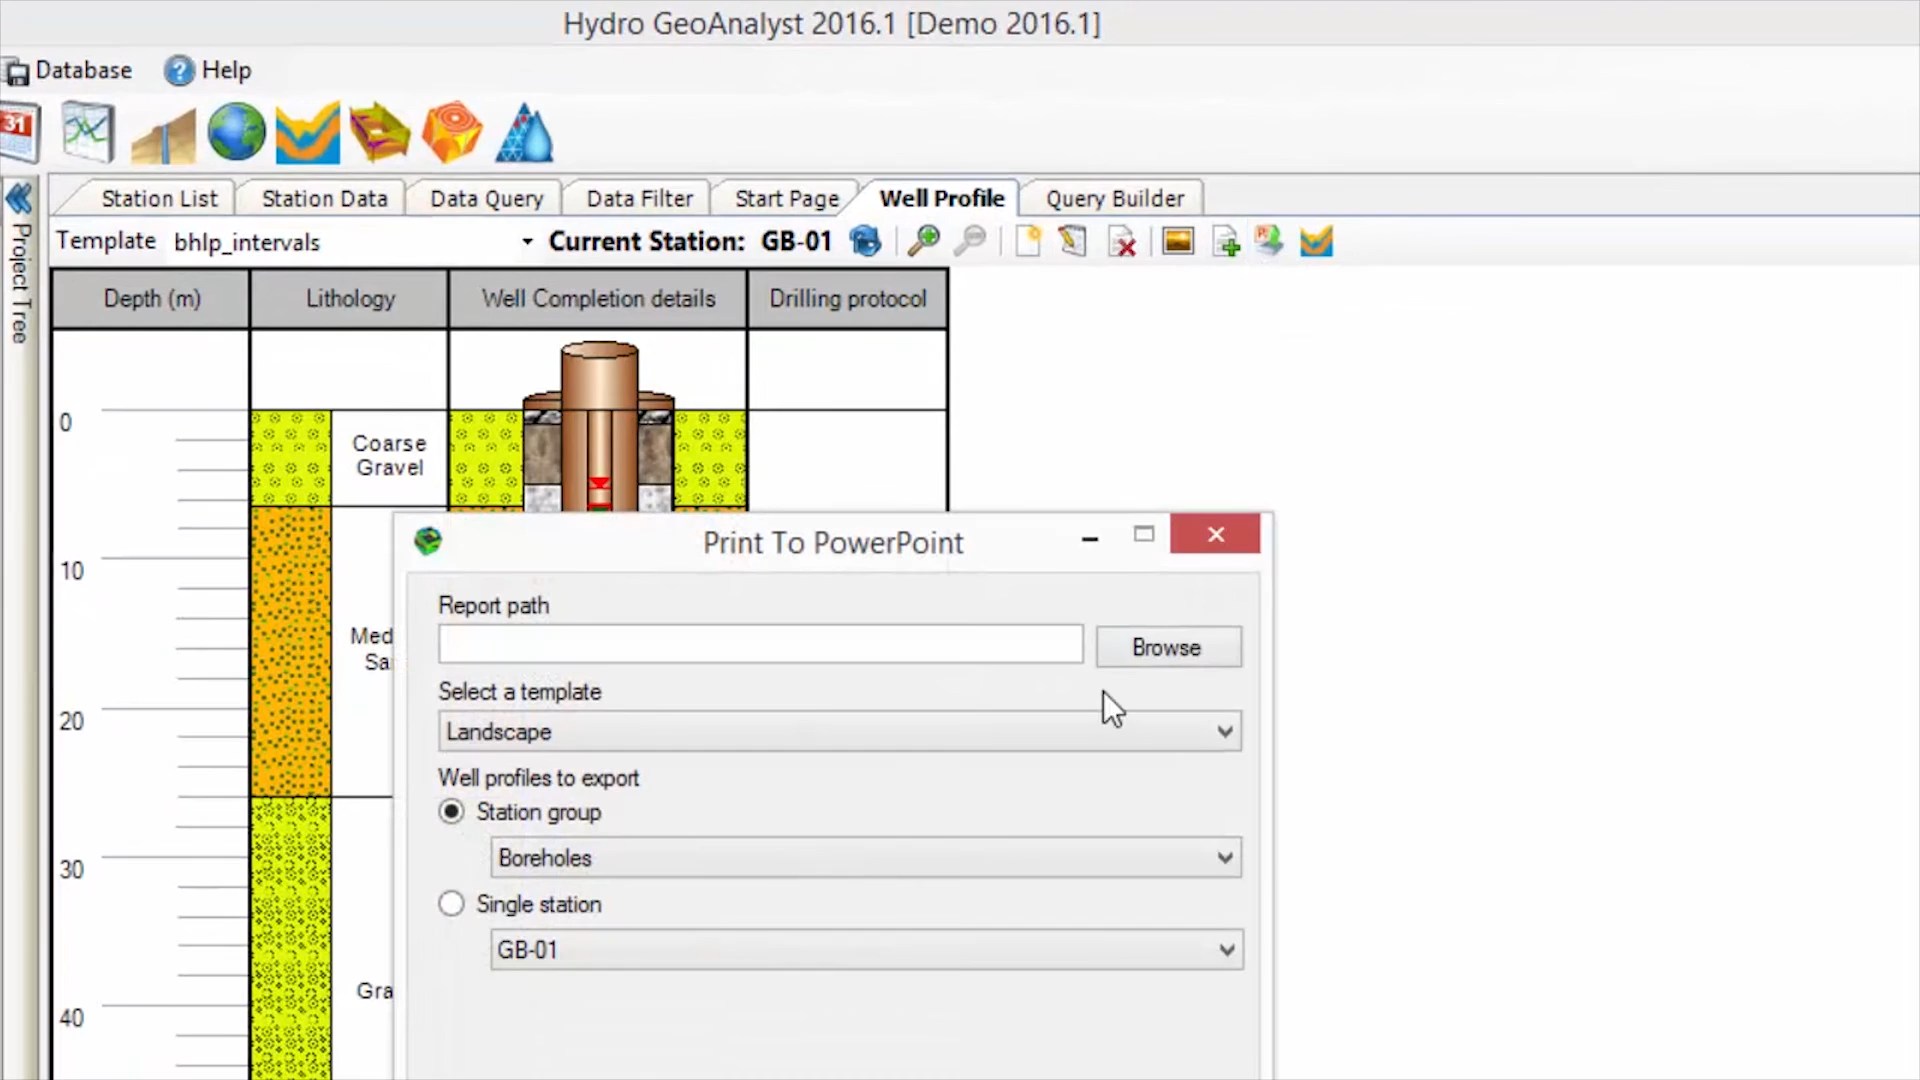 Hydro GeoAnalyst 2016.1 [Demo 2016.1]
Database Help
31
Station List Station Data Data Query Data Filter Start Page Well Profile Query Builder
Template bhlp_intervals Current Station: GB-01
Project Tree
Depth (m) Lithology Well Completion details Drilling protocol
0
Coarse
Gravel
Print To PowerPoint
10
Report path
Med
Browse
Sa
Select a template
20
Landscape
Well profiles to export
Station group
30
Boreholes
Single station
GB-01
Gra
40